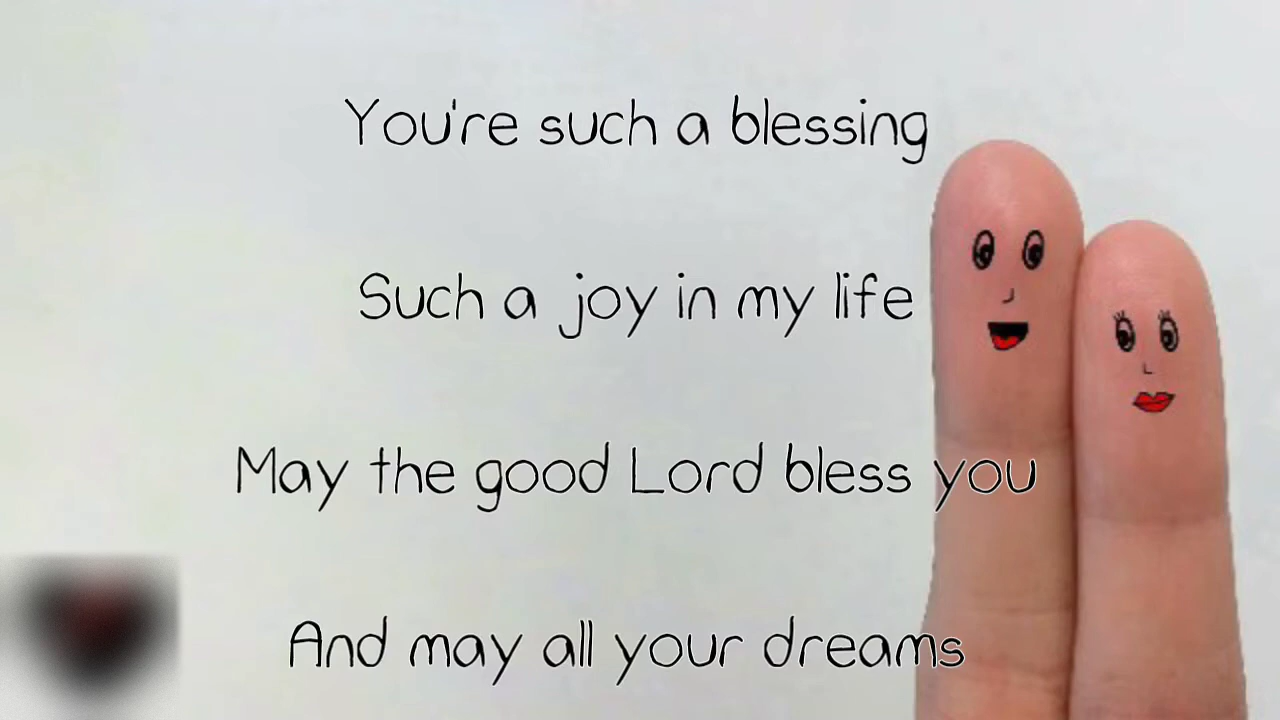 You're such a blessing
Such a joy in my life
May the good Lord bless you
And may all your dreams